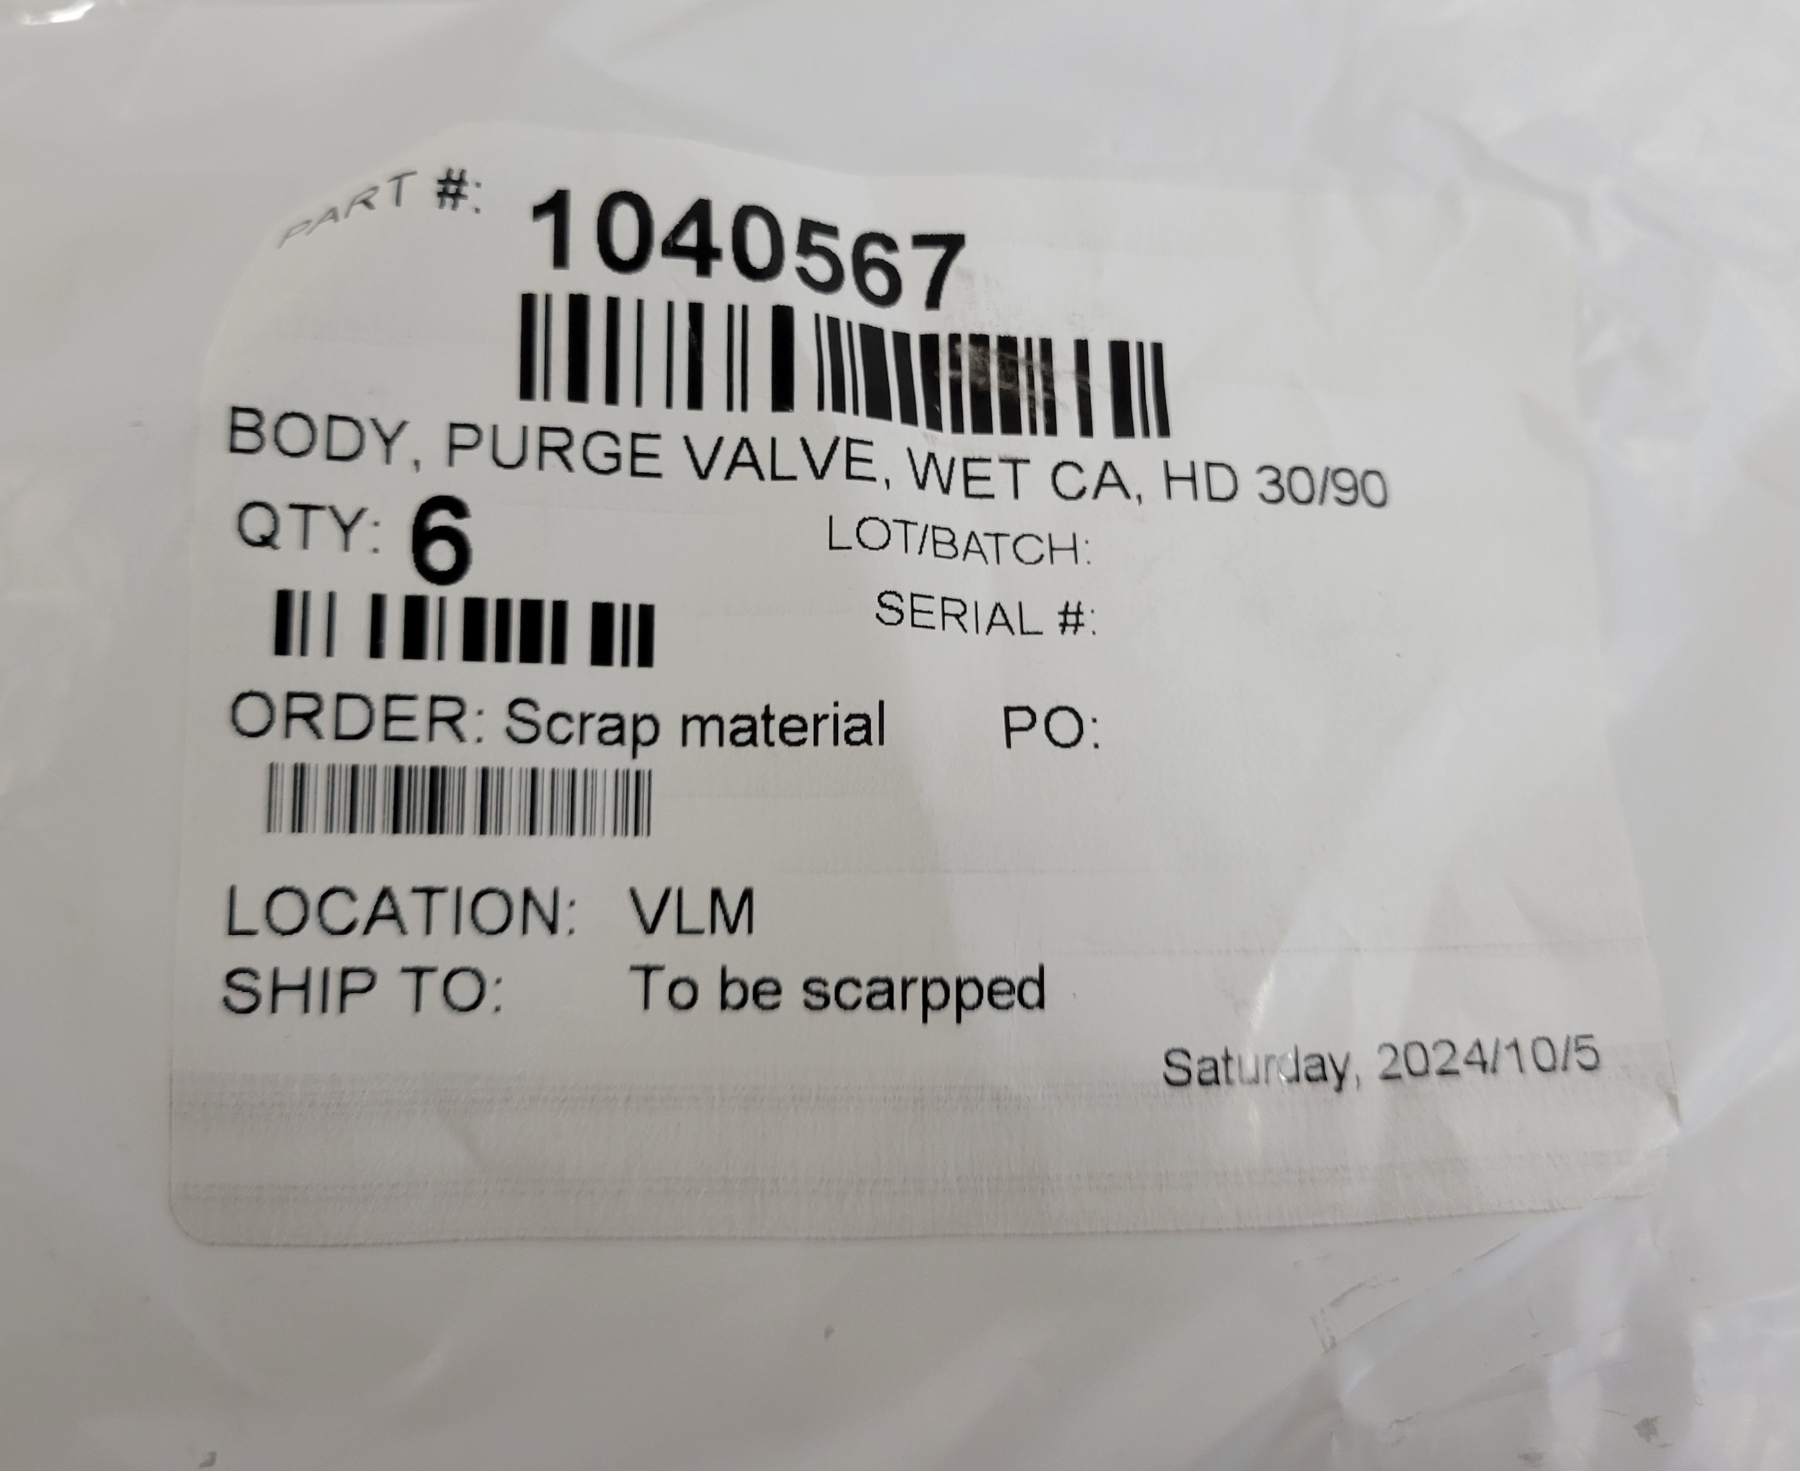 PART #: 1040567
BODY, PURGE VALVE, WET CA, HD 30/90
QTY: 6 LOT/BATCH:
SERIAL #:
ORDER: Scrap material PO:
LOCATION: VLM
SHIP TO: To be scarpped
Saturday, 2024/10/5